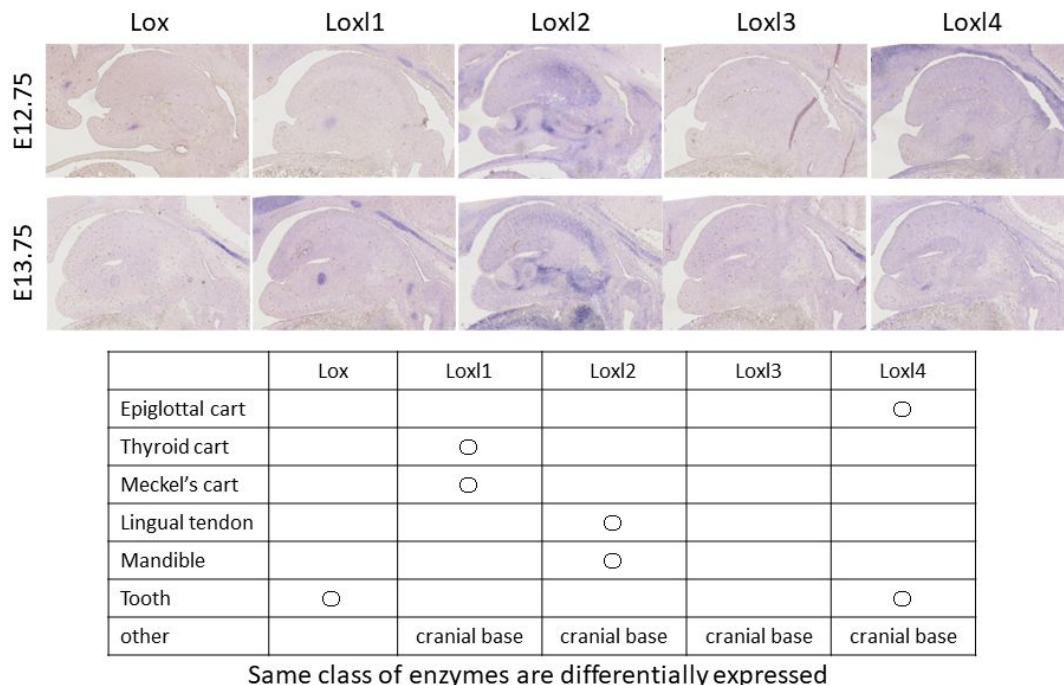 Lox Loxl1 Loxl2 Loxl3 Loxl4
E12.75
E13.75
Lox Loxl1 Loxl2 Loxl3 Loxl4
Epiglottal cart ○
Thyroid cart ○
Meckel's cart ○
Lingual tendon ○
Mandible ○
Tooth ○ ○
other cranial base cranial base cranial base cranial base
Same class of enzymes are differentially expressed